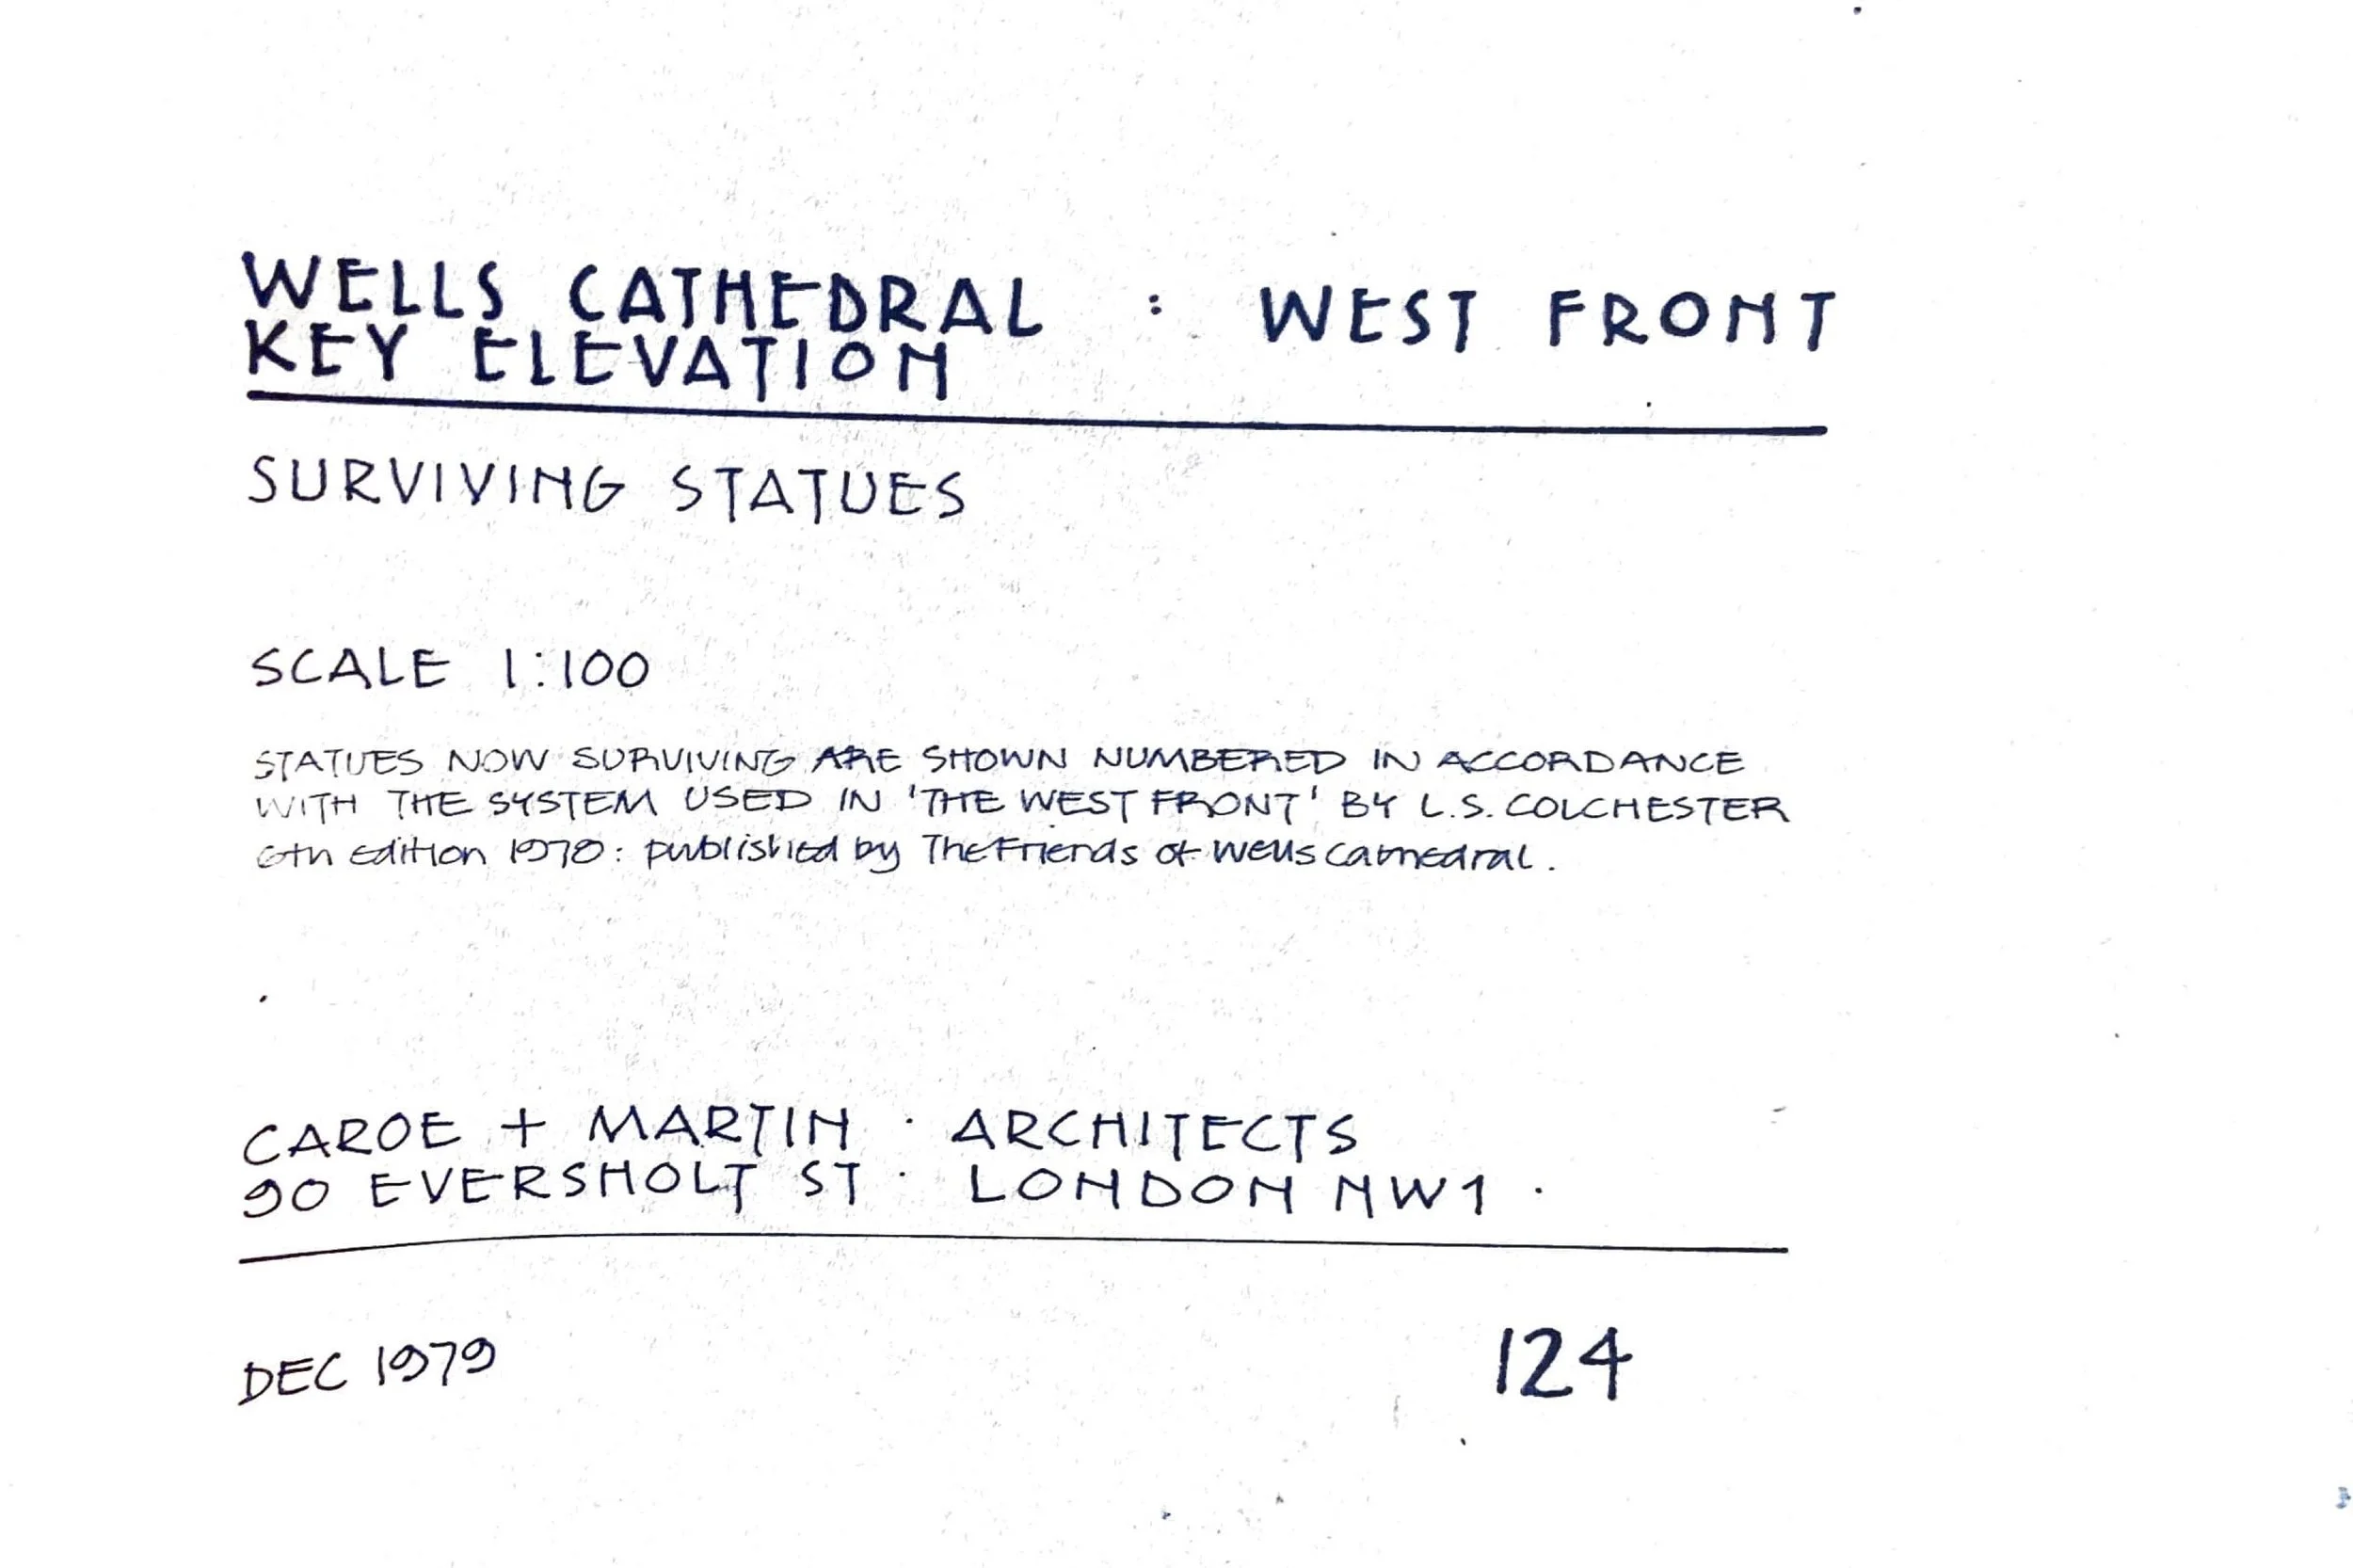 WELLS CATHEDRAL : WEST FRONT
KEY ELEVATION
SURVIVING STATUES
SCALE 1:100
STATUES NOW SURVIVING ARE SHOWN NUMBERED IN ACCORDANCE
WITH THE SYSTEM USED IN 'THE WEST FRONT' BY L.S. COLCHESTER
6th edition 1978: published by The Friends of Wells Cathedral.
CAROE + MARTIN · ARCHITECTS
90 EVERSHOLT ST · LONDON NW1 ·
DEC 1979
124